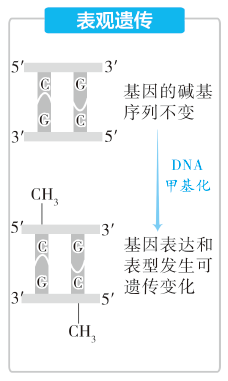 表观遗传
5′ 3′
C G
G C
3′ 5′
基因的碱基
序列不变
DNA
甲基化
CH₃
5′ 3′
C G
G C
3′ 5′
CH₃
基因表达和
表型发生可
遗传变化